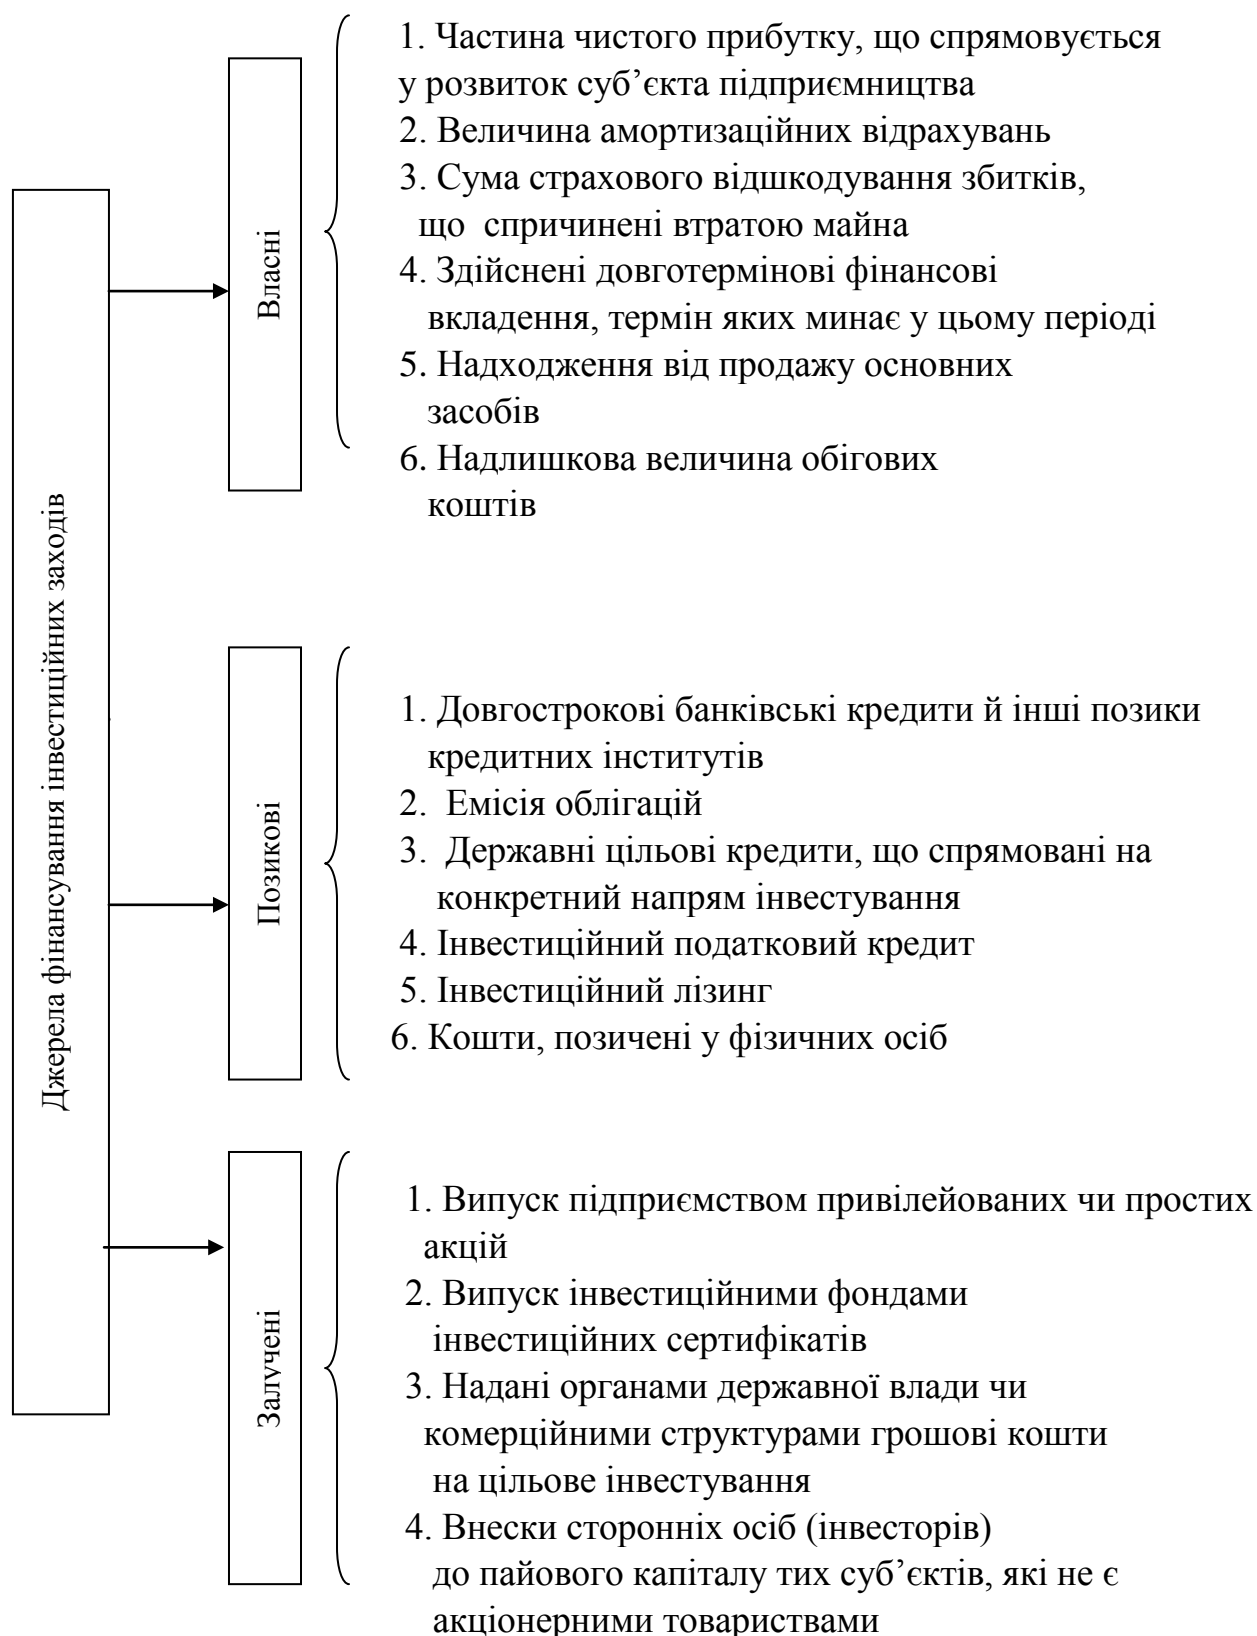 Джерела фінансування інвестиційних заходів
Власні
1. Частина чистого прибутку, що спрямовується
у розвиток суб’єкта підприємництва
2. Величина амортизаційних відрахувань
3. Сума страхового відшкодування збитків,
що спричинені втратою майна
4. Здійснені довготермінові фінансові
вкладення, термін яких минає у цьому періоді
5. Надходження від продажу основних
засобів
6. Надлишкова величина обігових
коштів
Позикові
1. Довгострокові банківські кредити й інші позики
кредитних інститутів
2. Емісія облігацій
3. Державні цільові кредити, що спрямовані на
конкретний напрям інвестування
4. Інвестиційний податковий кредит
5. Інвестиційний лізинг
6. Кошти, позичені у фізичних осіб
Залучені
1. Випуск підприємством привілейованих чи простих
акцій
2. Випуск інвестиційними фондами
інвестиційних сертифікатів
3. Надані органами державної влади чи
комерційними структурами грошові кошти
на цільове інвестування
4. Внески сторонніх осіб (інвесторів)
до пайового капіталу тих суб’єктів, які не є
акціонерними товариствами